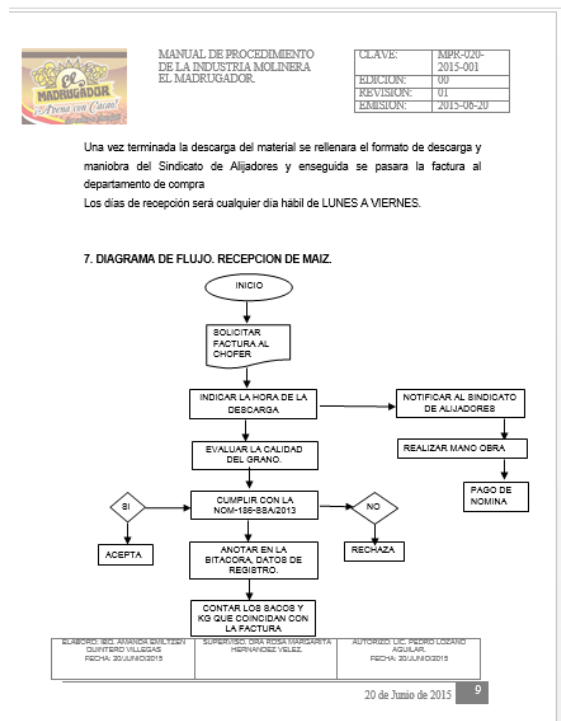 El
MADRUGADOR
¡Avena con Cacao!
MANUAL DE PROCEDIMIENTO
DE LA INDUSTRIA MOLINERA
EL MADRUGADOR.
CLAVE: MPR-020-
2015-001
EDICION: 00
REVISION: 01
EMISION: 2015-06-20
Una vez terminada la descarga del material se rellenara el formato de descarga y
maniobra del Sindicato de Alijadores y enseguida se pasara la factura al
departamento de compra
Los días de recepción será cualquier día hábil de LUNES A VIERNES.
7. DIAGRAMA DE FLUJO. RECEPCION DE MAIZ.
INICIO
SOLICITAR
FACTURA AL
CHOFER
INDICAR LA HORA DE LA
DESCARGA
NOTIFICAR AL SINDICATO
DE ALIJADORES
EVALUAR LA CALIDAD
DEL GRANO.
REALIZAR MANO OBRA
PAGO DE
NOMINA
SI
CUMPLIR CON LA
NOM-186-SSA/2013
NO
ACEPTA
ANOTAR EN LA
BITACORA, DATOS DE
REGISTRO.
RECHAZA
CONTAR LOS SACOS Y
KG QUE COINCIDAN CON
LA FACTURA
ELABORO: IBQ. AMANDA EMILTZEN
QUINTERO VILLEGAS
FECHA: 20/JUNIO/2015
SUPERVISO. DRA ROSA MARGARITA
HERNANDEZ VELEZ.
AUTORIZO: LIC. PEDRO LOZANO
AGUILAR.
FECHA: 20/JUNIO/2015
20 de Junio de 2015 9